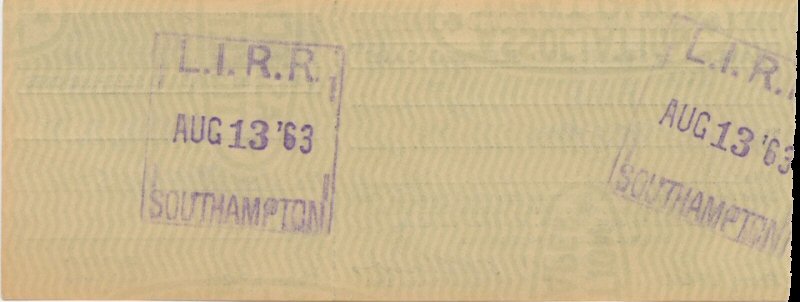 L.I.R.R.
AUG 13 '63
SOUTHAMPTON
L.I.R.
AUG 13 '63
SOUTHAMPTON